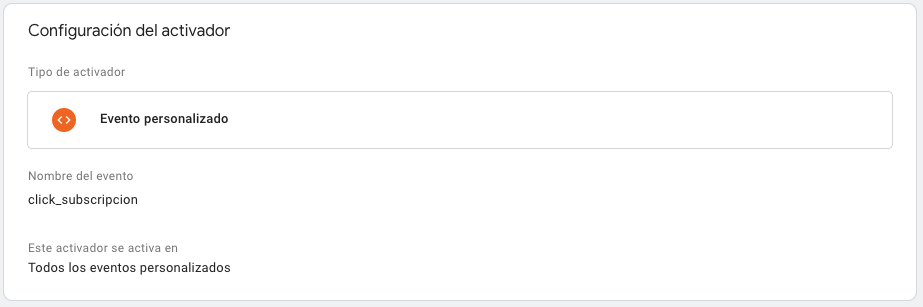 Configuración del activador
Tipo de activador
Evento personalizado
Nombre del evento
click_subscripcion
Este activador se activa en
Todos los eventos personalizados